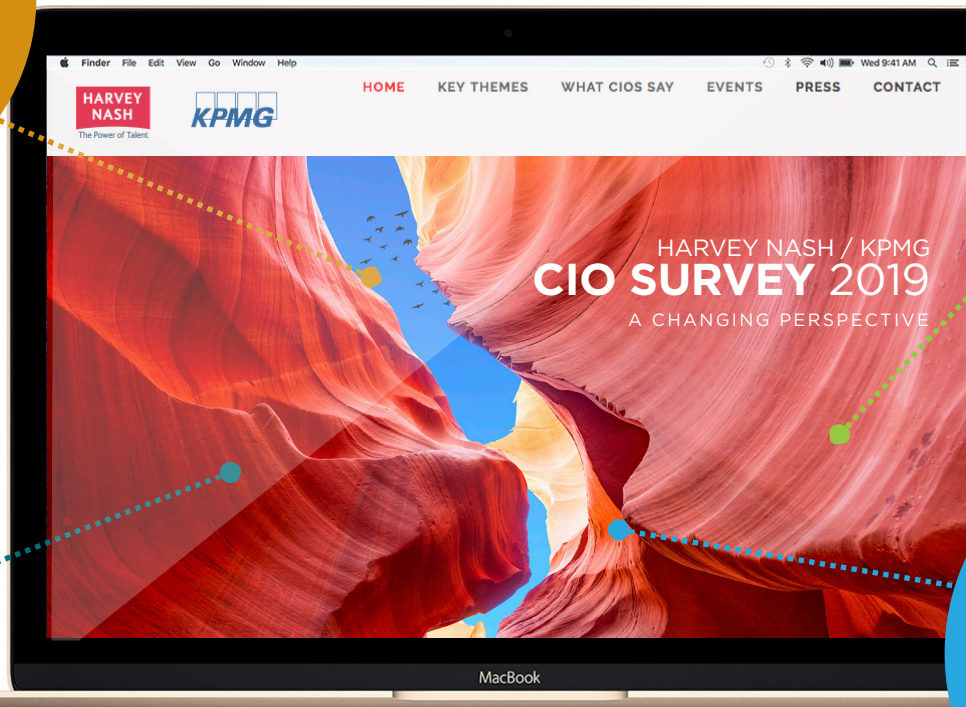 Finder File Edit View Go Window Help
Wed 9:41 AM
HARVEY
NASH
The Power of Talent
KPMG
HOME KEY THEMES WHAT CIOS SAY EVENTS PRESS CONTACT
HARVEY NASH / KPMG
CIO SURVEY 2019
A CHANGING PERSPECTIVE
MacBook